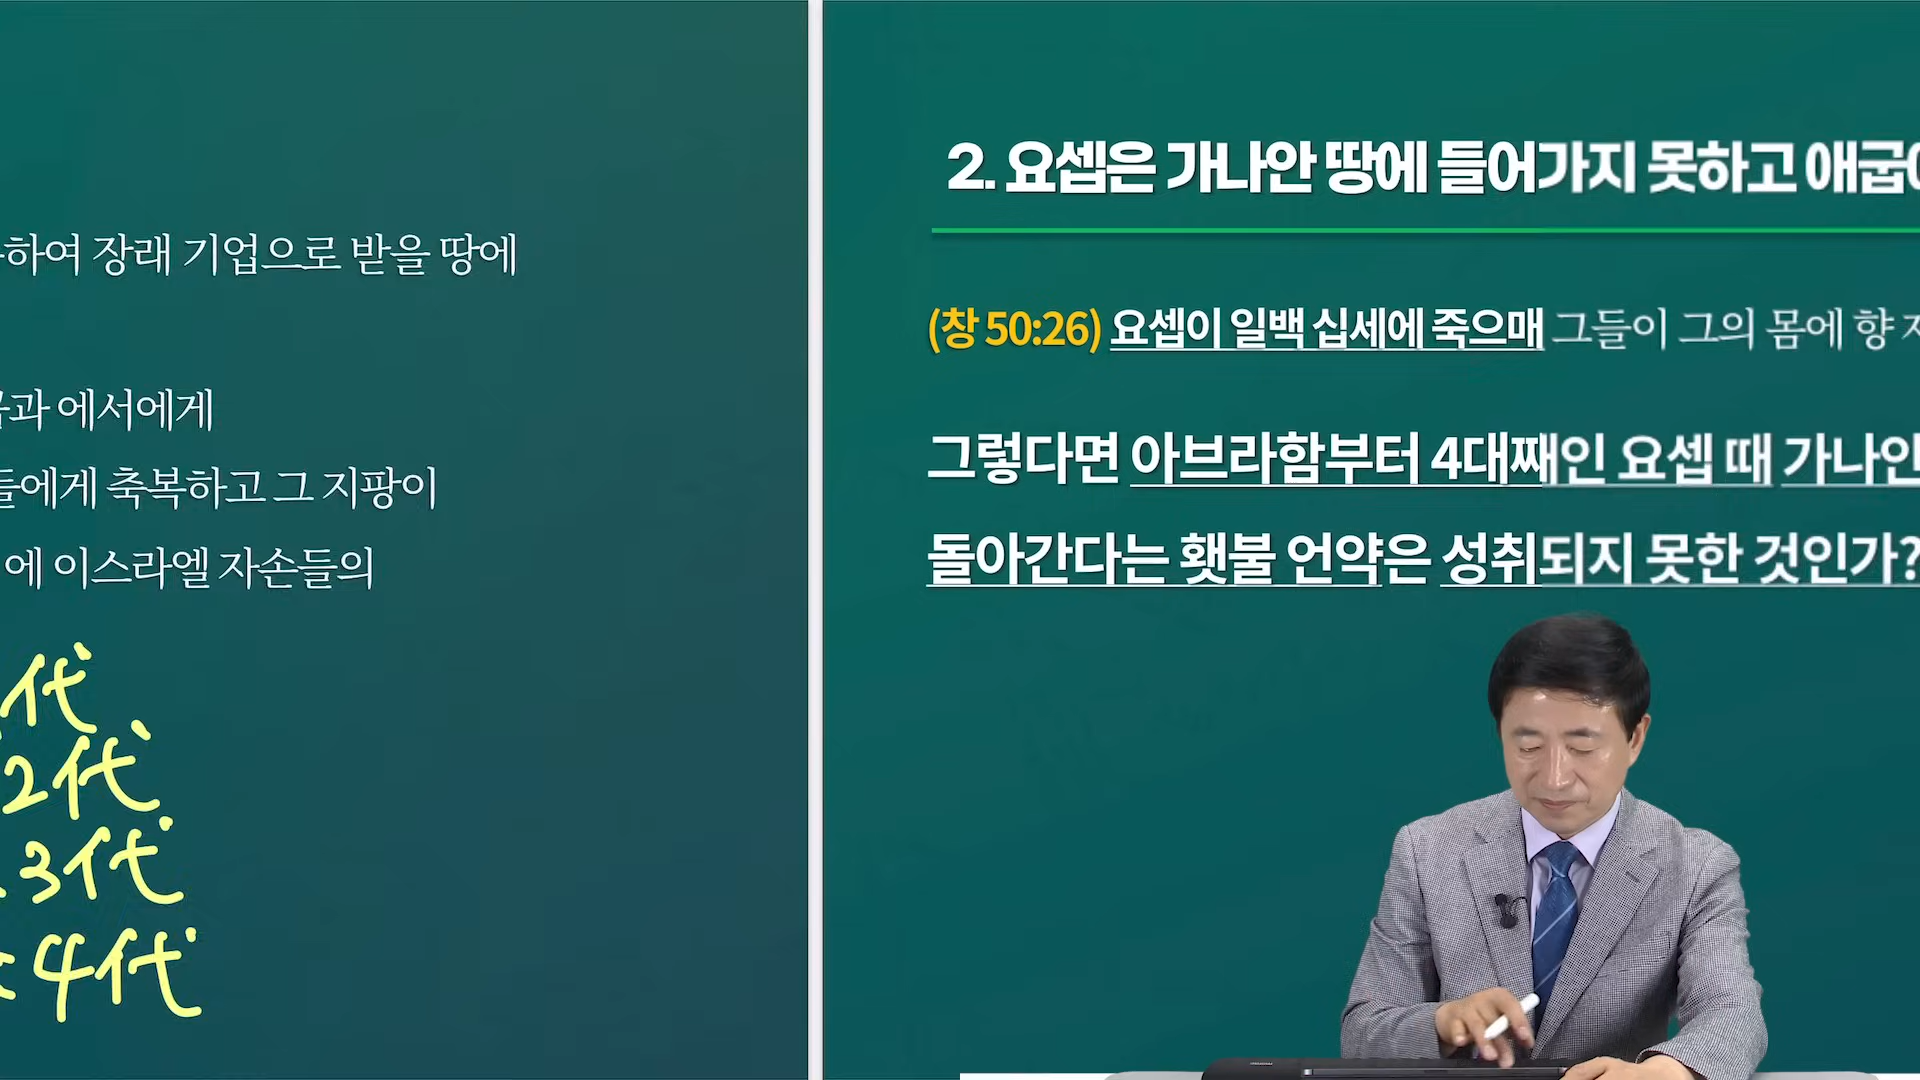 하여 장래 기업으로 받을 땅에
과 에서에게
들에게 축복하고 그 지팡이
에 이스라엘 자손들의
代
2代
3代
4代
2. 요셉은 가나안 땅에 들어가지 못하고 애굽
(창 50:26) 요셉이 일백 십세에 죽으매 그들이 그의 몸에 향
그렇다면 아브라함부터 4대째인 요셉 때 가나안
돌아간다는 횃불 언약은 성취되지 못한 것인가?